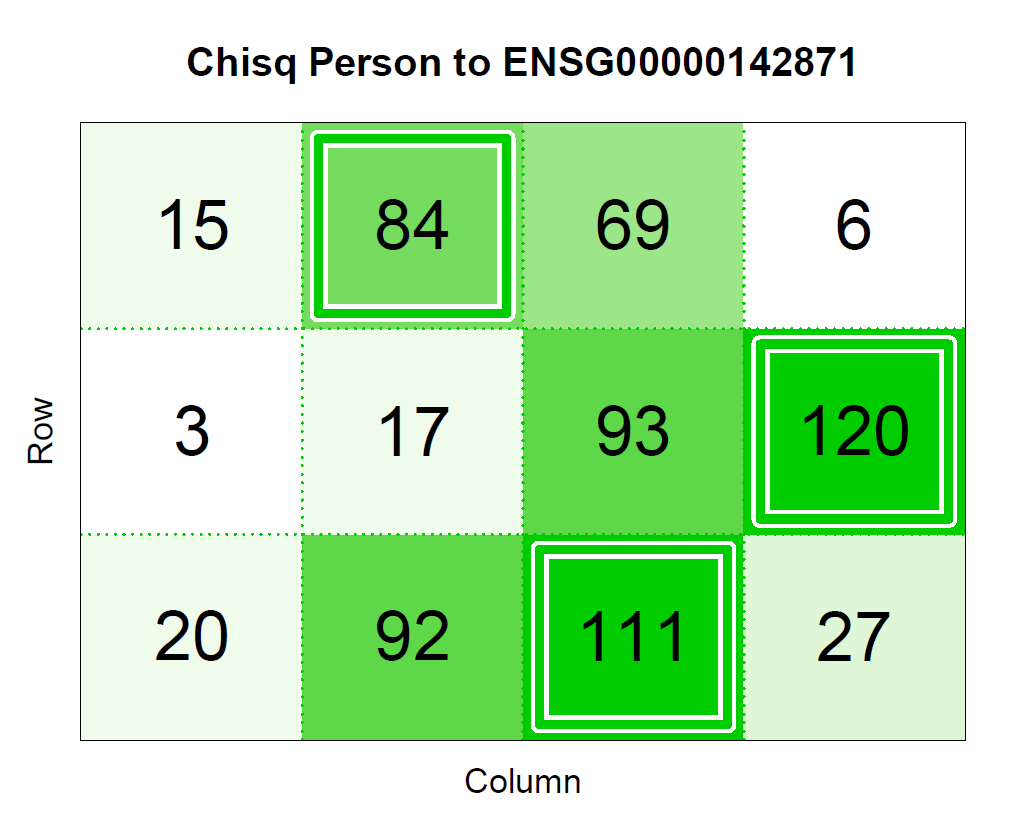 Chisq Person to ENSG00000142871
15 84 69 6
Row
3 17 93 120
20 92 111 27
Column